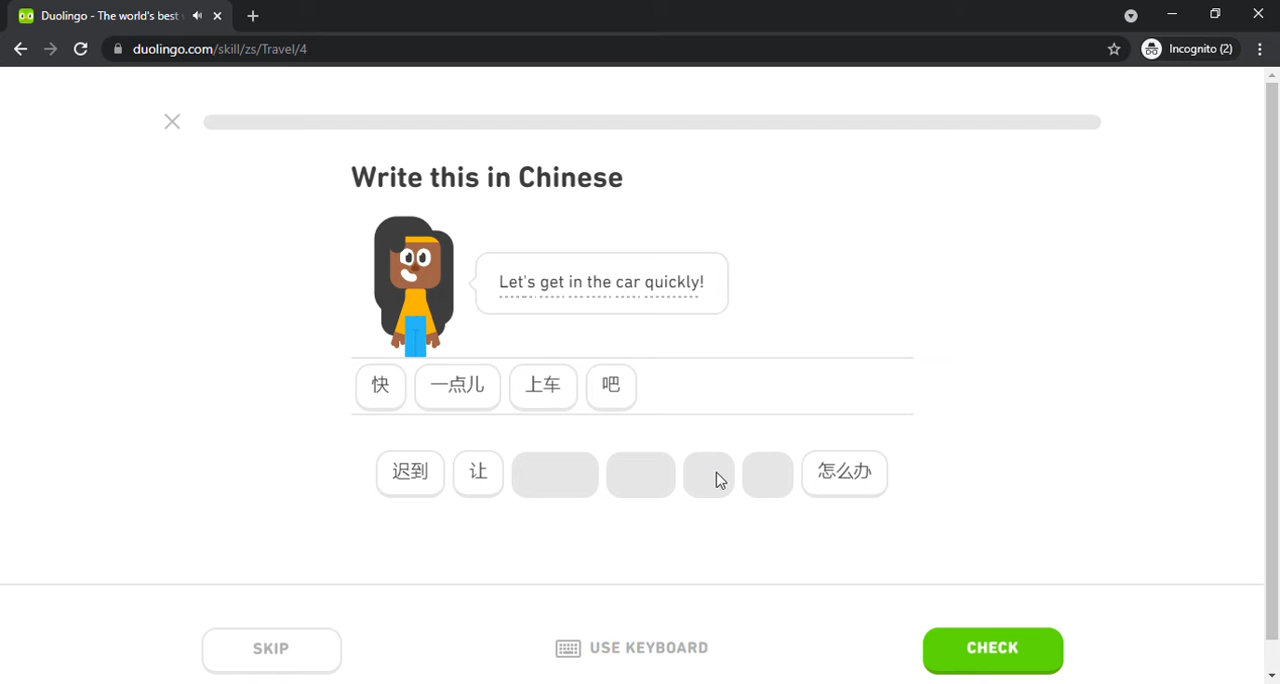 Duolingo - The world's best
duolingo.com/skill/zs/Travel/4
Incognito (2)
Write this in Chinese
Let's get in the car quickly!
快 一点儿 上车 吧
迟到 让 怎么办
SKIP
USE KEYBOARD
CHECK